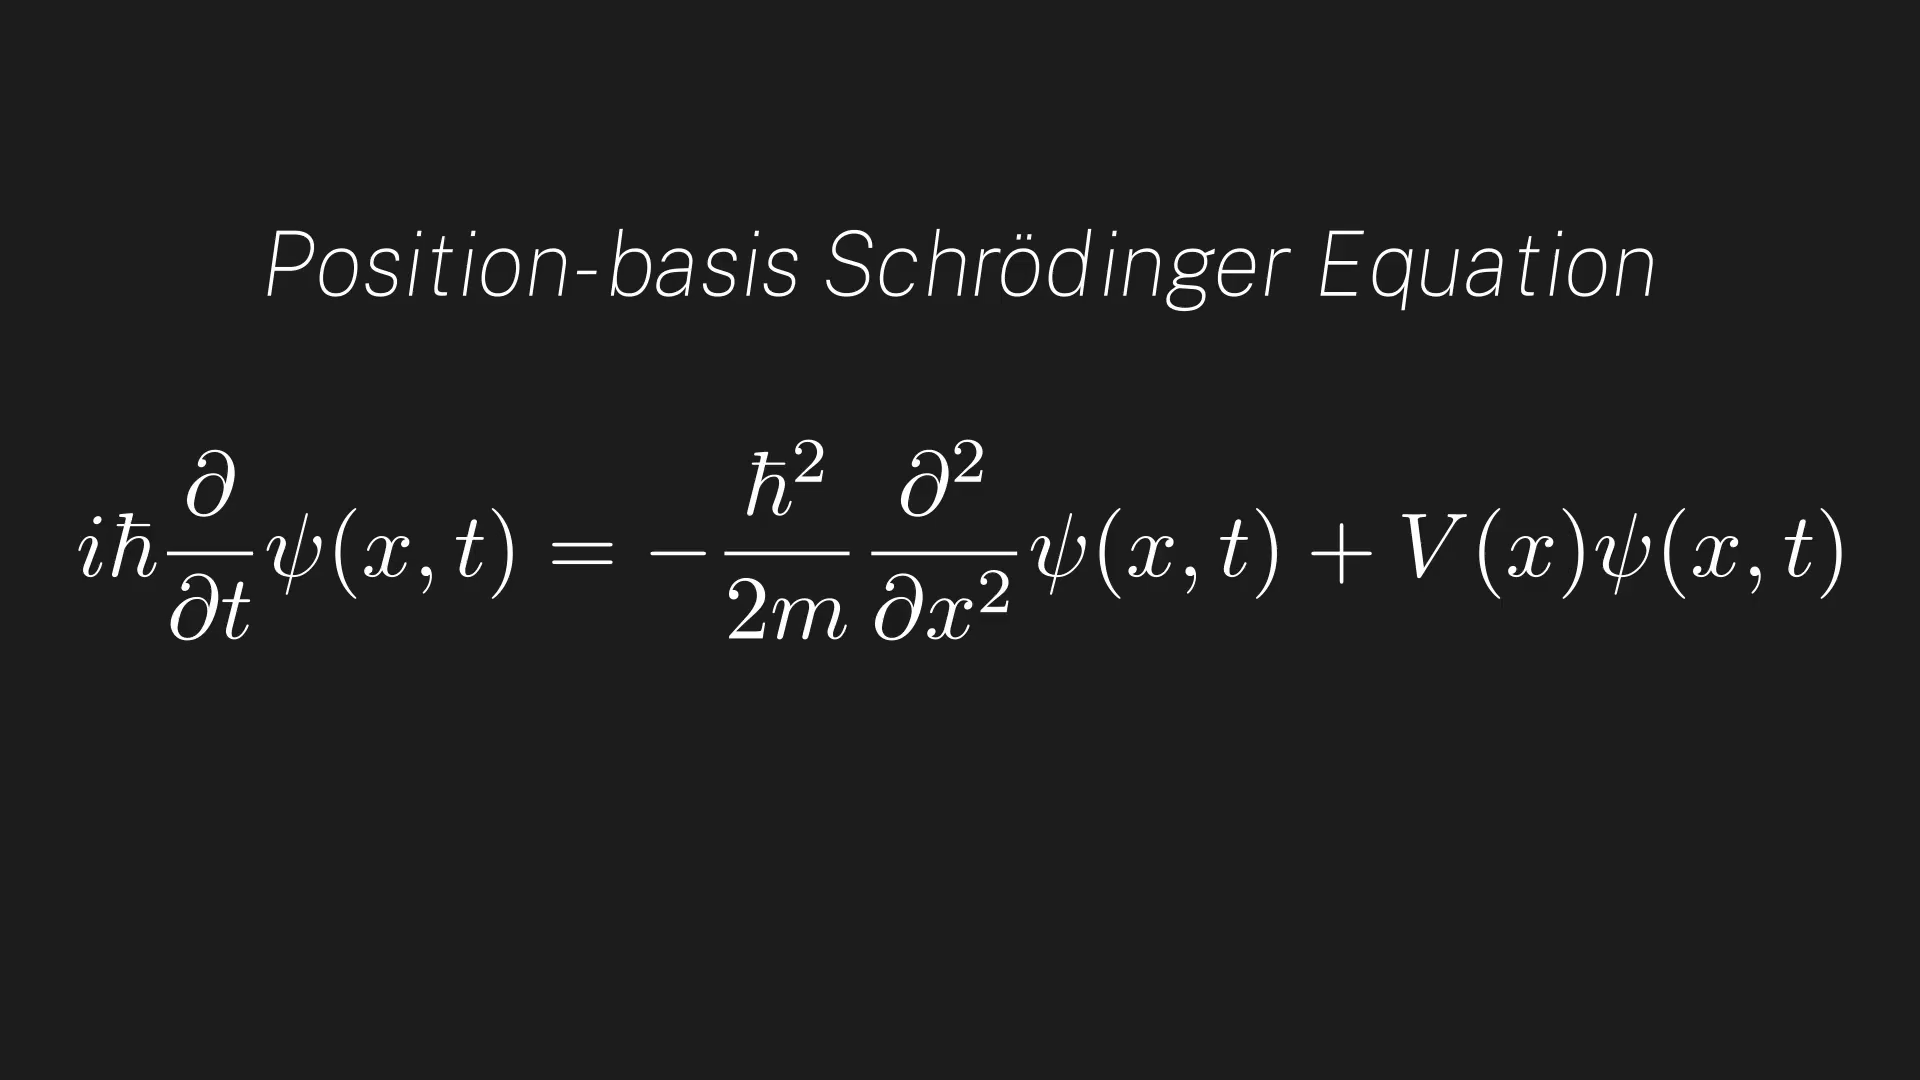 Position-basis Schrödinger Equation
iħ ∂/∂t ψ(x, t) = − ħ²/2m ∂²/∂x² ψ(x, t) + V(x)ψ(x, t)